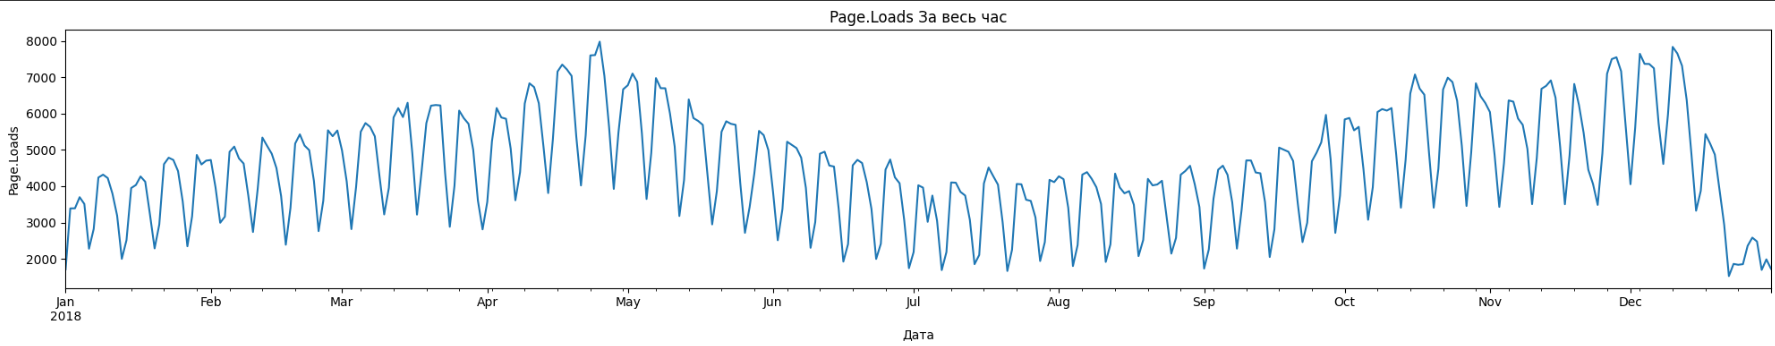 Page.Loads За весь час
Page.Loads
8000
7000
6000
5000
4000
3000
2000
Jan Feb Mar Apr May Jun Jul Aug Sep Oct Nov Dec
2018
Дата